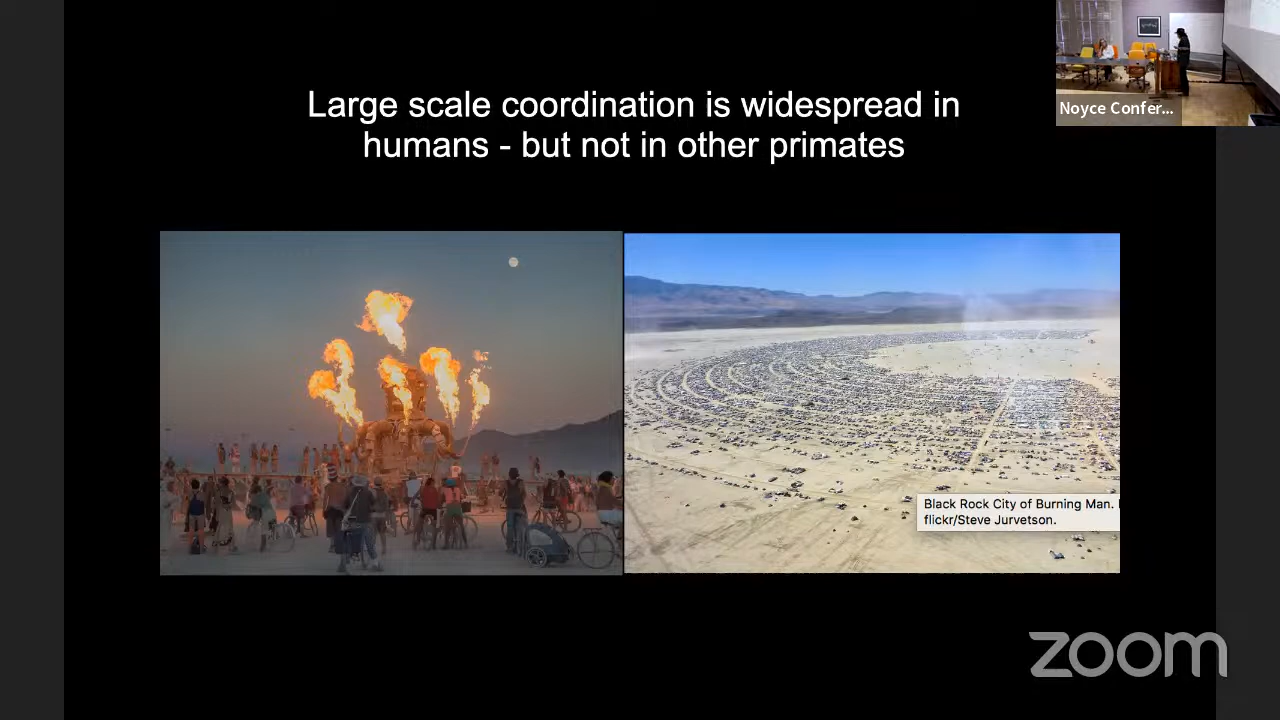 Large scale coordination is widespread in
humans - but not in other primates
Noyce Confer...
Black Rock City of Burning Man.
flickr/Steve Jurvetson.
zoom